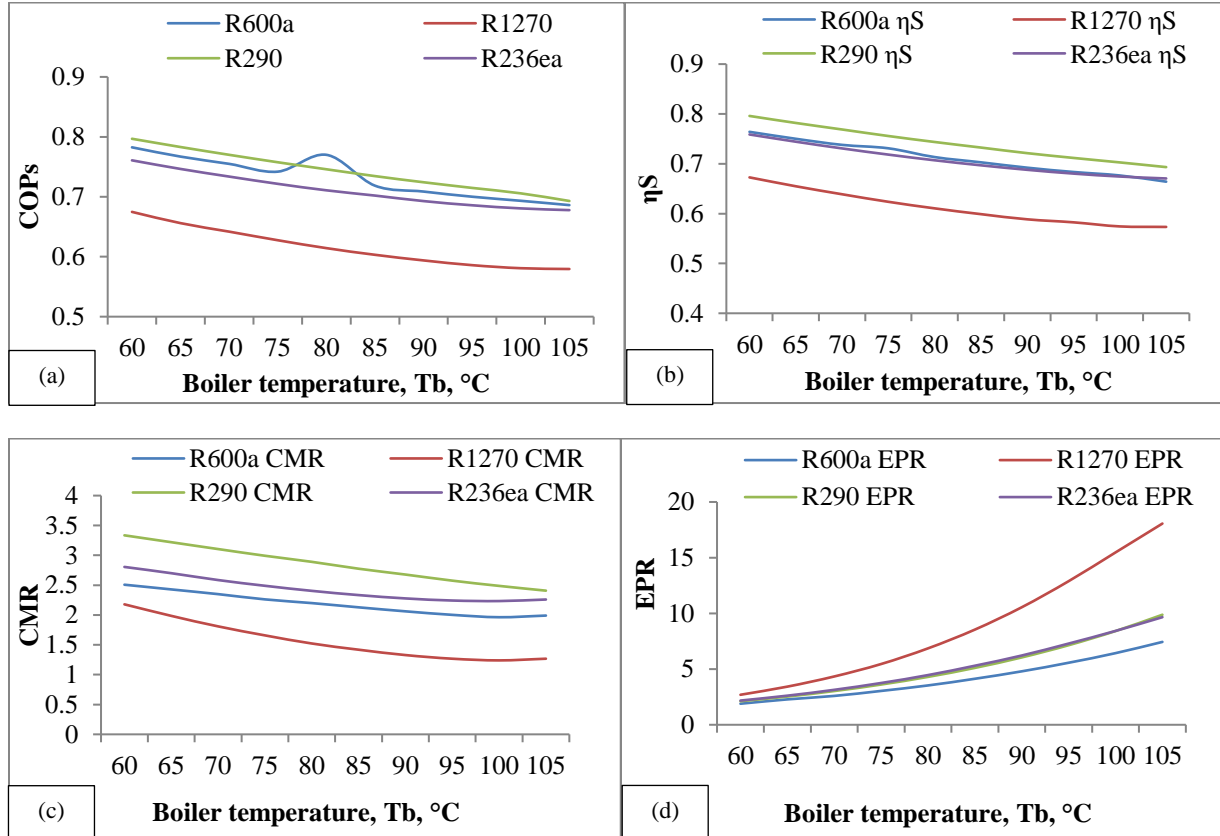 R600a R1270
R290 R236ea
0.9
0.8
0.7
0.6
0.5
COPs
60 65 70 75 80 85 90 95 100 105
Boiler temperature, Tb, °C
(a)
R600a ηS R1270 ηS
R290 ηS R236ea ηS
0.9
0.8
0.7
0.6
0.5
0.4
ηS
60 65 70 75 80 85 90 95 100 105
Boiler temperature, Tb, °C
(b)
R600a CMR R1270 CMR
R290 CMR R236ea CMR
4
3.5
3
2.5
2
1.5
1
0.5
0
CMR
60 65 70 75 80 85 90 95 100 105
Boiler temperature, Tb, °C
(c)
R600a EPR R1270 EPR
R290 EPR R236ea EPR
20
15
10
5
0
EPR
60 65 70 75 80 85 90 95 100 105
Boiler temperature, Tb, °C
(d)